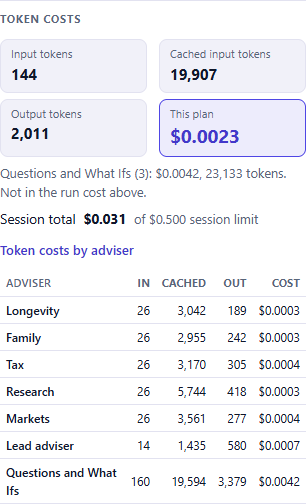 TOKEN COSTS
Input tokens
144
Cached input tokens
19,907
Output tokens
2,011
This plan
$0.0023
Questions and What Ifs (3): $0.0042, 23,133 tokens.
Not in the run cost above.
Session total $0.031 of $0.500 session limit
Token costs by adviser
ADVISER IN CACHED OUT COST
Longevity 26 3,042 189 $0.0003
Family 26 2,955 242 $0.0003
Tax 26 3,170 305 $0.0004
Research 26 5,744 418 $0.0003
Markets 26 3,561 277 $0.0004
Lead adviser 14 1,435 580 $0.0007
Questions and What
Ifs 160 19,594 3,379 $0.0042